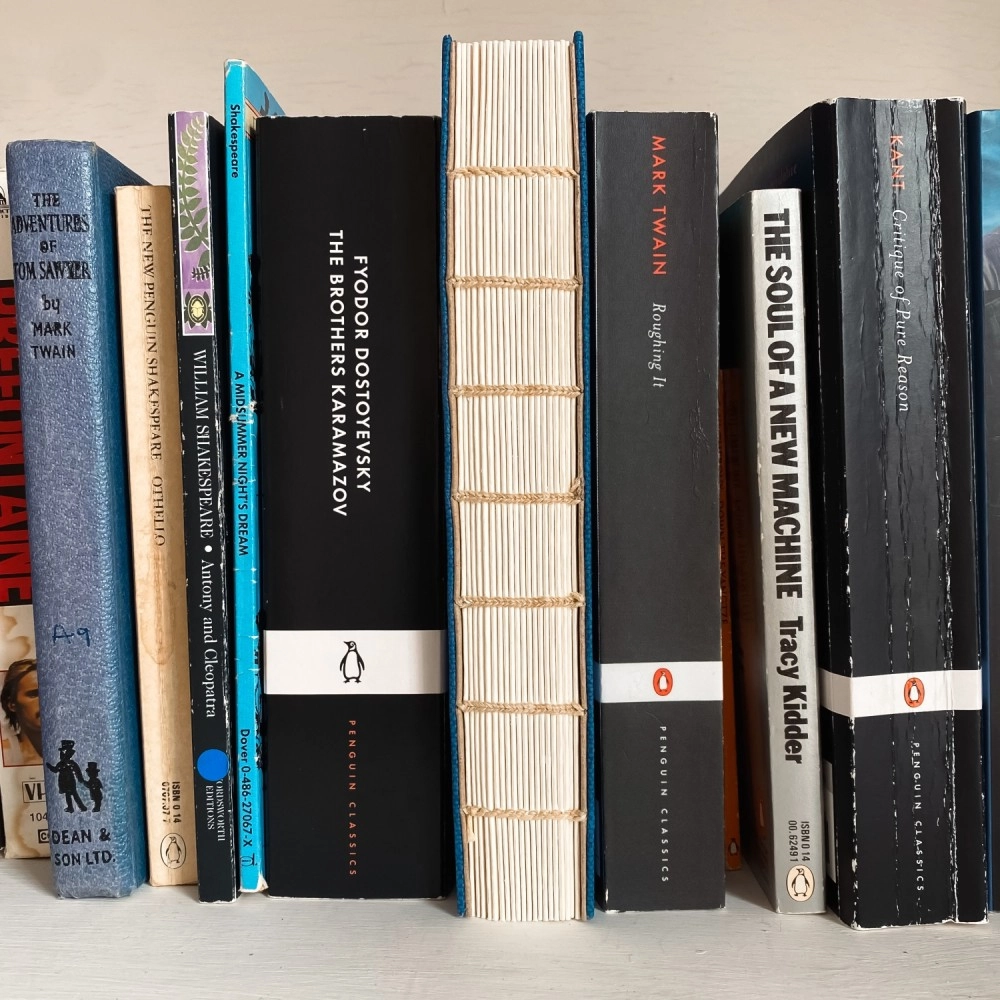 THE
ADVENTURES
OF
TOM SAWYER
by
MARK
TWAIN
A-9
DEAN &
SON LTD.
THE NEW PENGUIN SHAKESPEARE OTHELLO
ISBN 0 14
WILLIAM SHAKESPEARE • Antony and Cleopatra
ORDSWORTH
EDITIONS
Shakespeare
A MIDSUMMER NIGHT'S DREAM
Dover 0-486-27067-X
FYODOR DOSTOYEVSKY
THE BROTHERS KARAMAZOV
PENGUIN CLASSICS
MARK TWAIN Roughing It
PENGUIN CLASSICS
THE SOUL OF A NEW MACHINE Tracy Kidder
ISBN 0 14
00.6249 1
KANT Critique of Pure Reason
PENGUIN CLASSICS